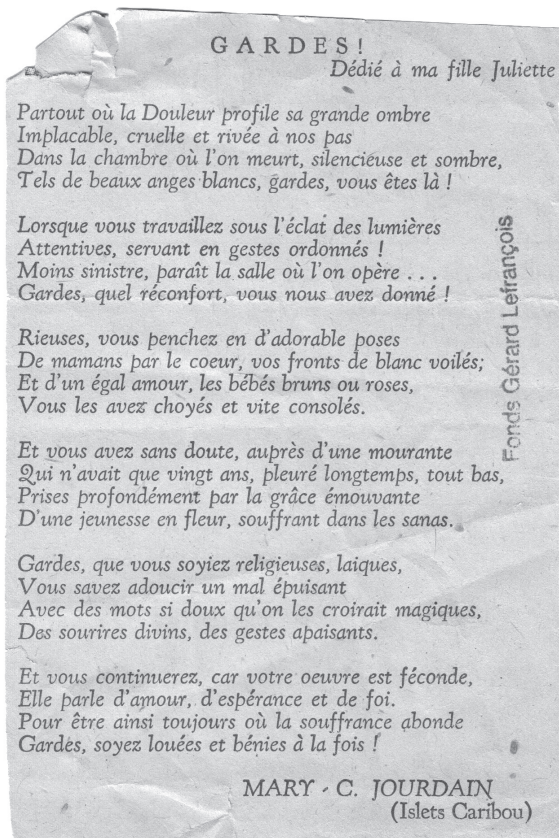 GARDES!
Dédié à ma fille Juliette
Partout où la Douleur profile sa grande ombre
Implacable, cruelle et rivée à nos pas
Dans la chambre où l'on meurt, silencieuse et sombre,
Tels de beaux anges blancs, gardes, vous êtes là !
Lorsque vous travaillez sous l'éclat des lumières
Attentives, servant en gestes ordonnés !
Moins sinistre, paraît la salle où l'on opère ...
Gardes, quel réconfort, vous nous avez donné !
Rieuses, vous penchez en d'adorable poses
De mamans par le coeur, vos fronts de blanc voilés;
Et d'un égal amour, les bébés bruns ou roses,
Vous les avez choyés et vite consolés.
Et vous avez sans doute, auprès d'une mourante
Qui n'avait que vingt ans, pleuré longtemps, tout bas,
Prises profondément par la grâce émouvante
D'une jeunesse en fleur, souffrant dans les sanas.
Gardes, que vous soyiez religieuses, laiques,
Vous savez adoucir un mal épuisant
Avec des mots si doux qu'on les croirait magiques,
Des sourires divins, des gestes apaisants.
Et vous continuerez, car votre oeuvre est féconde,
Elle parle d'amour, d'espérance et de foi.
Pour être ainsi toujours où la souffrance abonde
Gardes, soyez louées et bénies à la fois !
MARY - C. JOURDAIN
(Islets Caribou)
Fonds Gérard Lefrançois